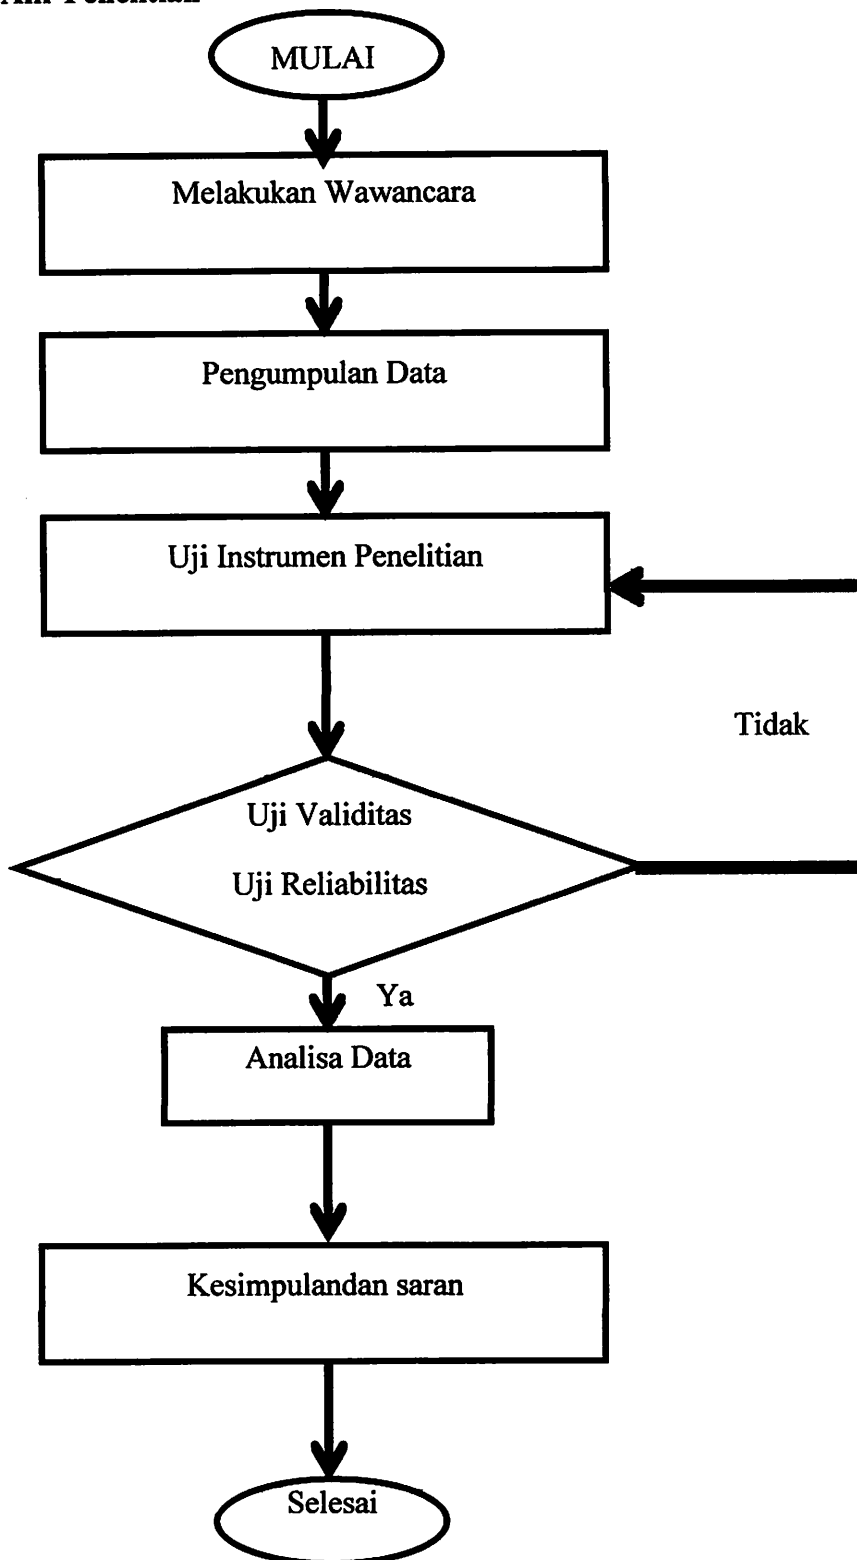 MULAI
Melakukan Wawancara
Pengumpulan Data
Uji Instrumen Penelitian
Tidak
Uji Validitas
Uji Reliabilitas
Ya
Analisa Data
Kesimpulandan saran
Selesai